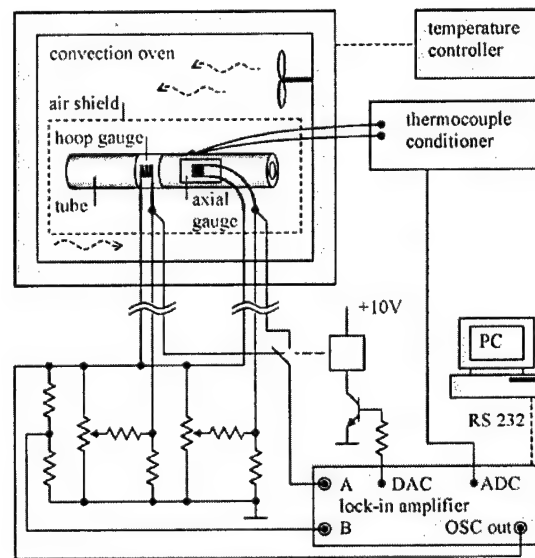 convection oven
temperature
controller
air shield
hoop gauge
thermocouple
conditioner
tube
axial
gauge
+10V
PC
RS 232
A
DAC
ADC
lock-in amplifier
B
OSC out